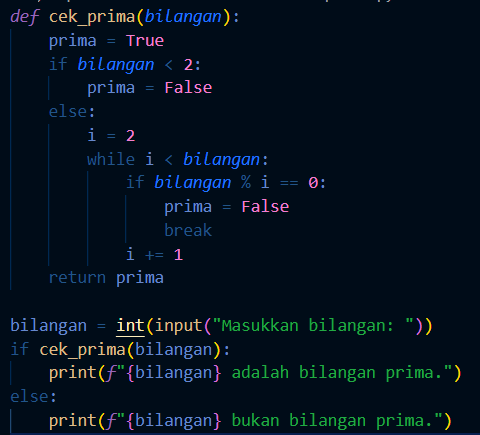 def cek_prima(bilangan):
    prima = True
    if bilangan < 2:
        prima = False
    else:
        i = 2
        while i < bilangan:
            if bilangan % i == 0:
                prima = False
                break
            i += 1
    return prima

bilangan = int(input("Masukkan bilangan: "))
if cek_prima(bilangan):
    print(f"{bilangan} adalah bilangan prima.")
else:
    print(f"{bilangan} bukan bilangan prima.")